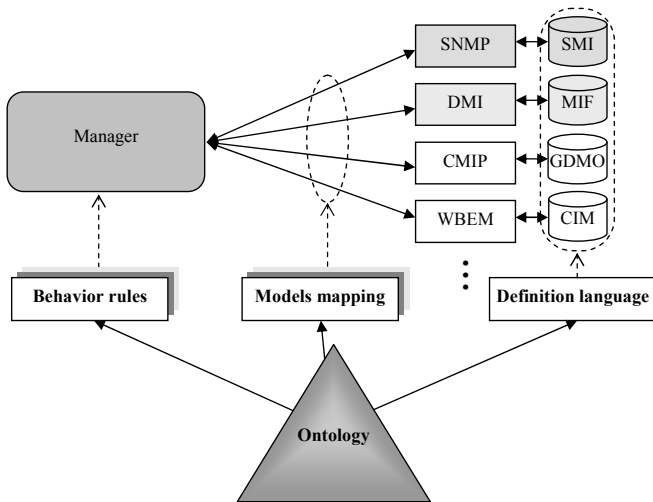 SNMP
SMI
DMI
MIF
Manager
CMIP
GDMO
WBEM
CIM
Behavior rules
Models mapping
Definition language
Ontology